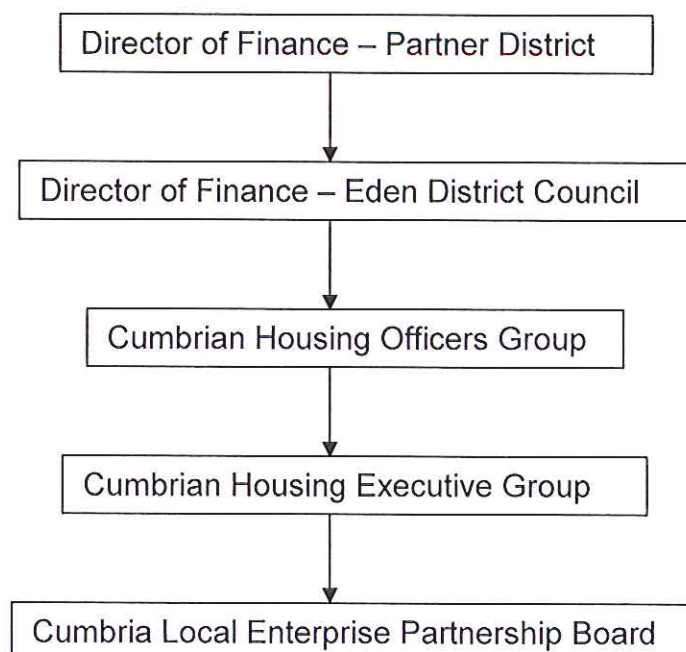 Director of Finance – Partner District
Director of Finance – Eden District Council
Cumbrian Housing Officers Group
Cumbrian Housing Executive Group
Cumbria Local Enterprise Partnership Board